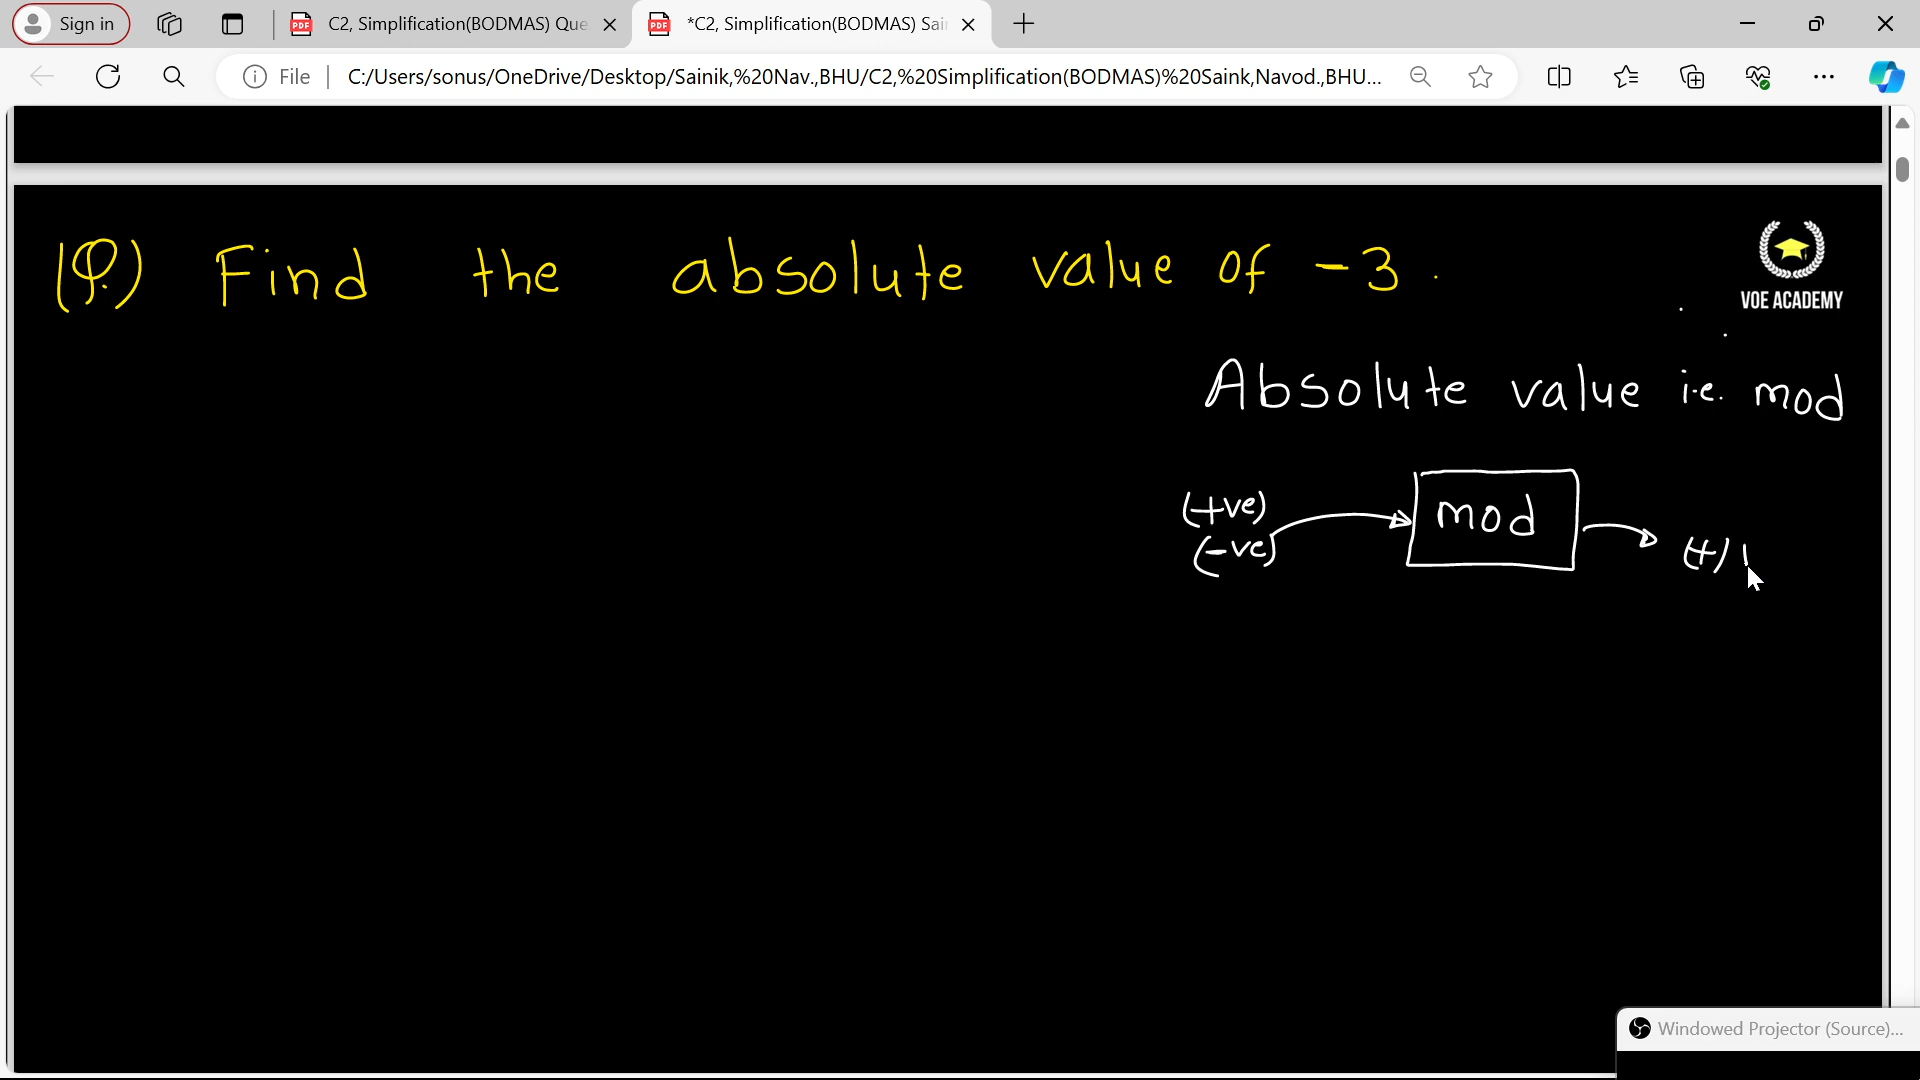 Sign in
C2, Simplification(BODMAS) Que
*C2, Simplification(BODMAS) Sai
File
C:/Users/sonus/OneDrive/Desktop/Sainik,%20Nav.,BHU/C2,%20Simplification(BODMAS)%20Saink,Navod.,BHU...
(Q.) Find the absolute value of -3.
VOE ACADEMY
Absolute value i.e. mod
(+ve)
(-ve)
mod
(+)
Windowed Projector (Source)...